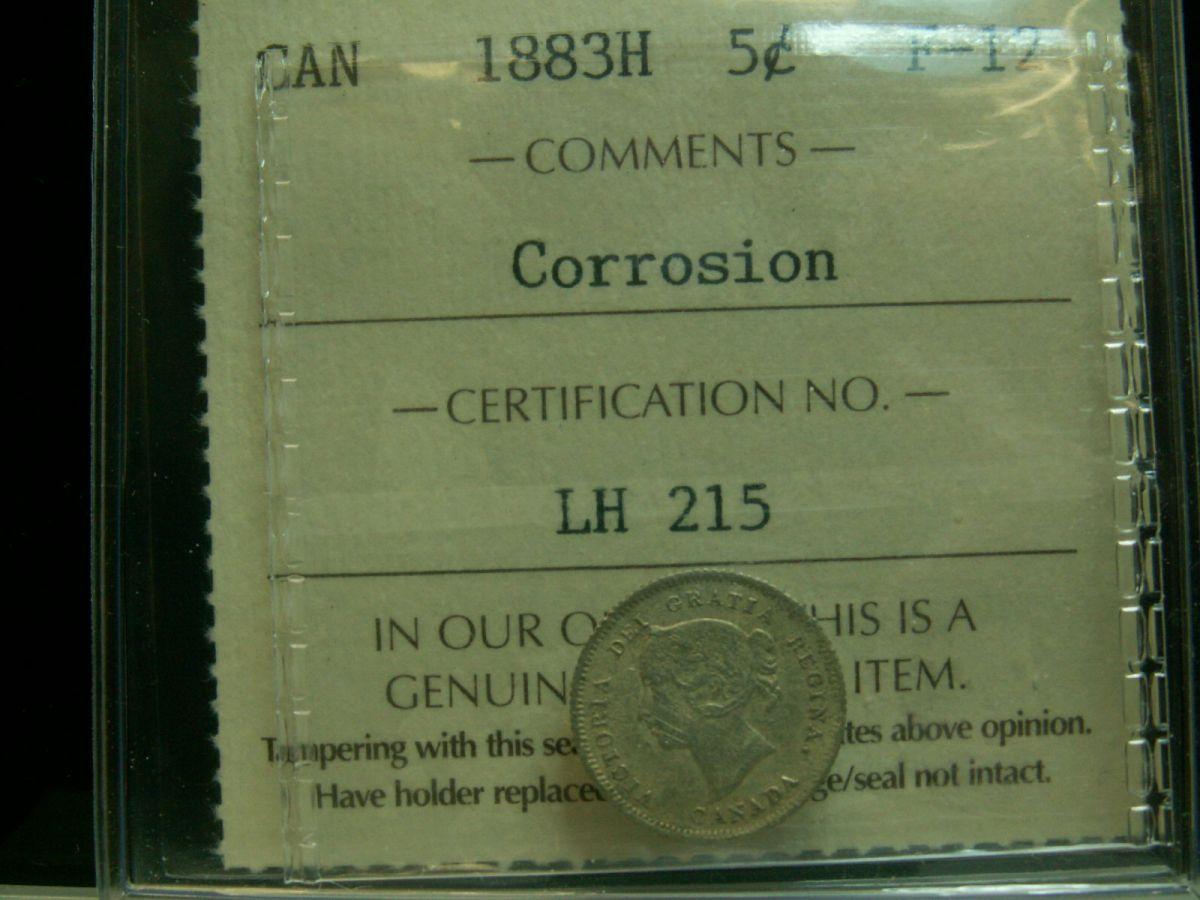 CAN 1883H 5¢ F-12
— COMMENTS —
Corrosion
— CERTIFICATION NO. —
LH 215
IN OUR O THIS IS A
GENUIN ITEM.
Tampering with this sea tes above opinion.
Have holder replaced ge/seal not intact.
VICTORIA DEI GRATIA REGINA.
CANADA